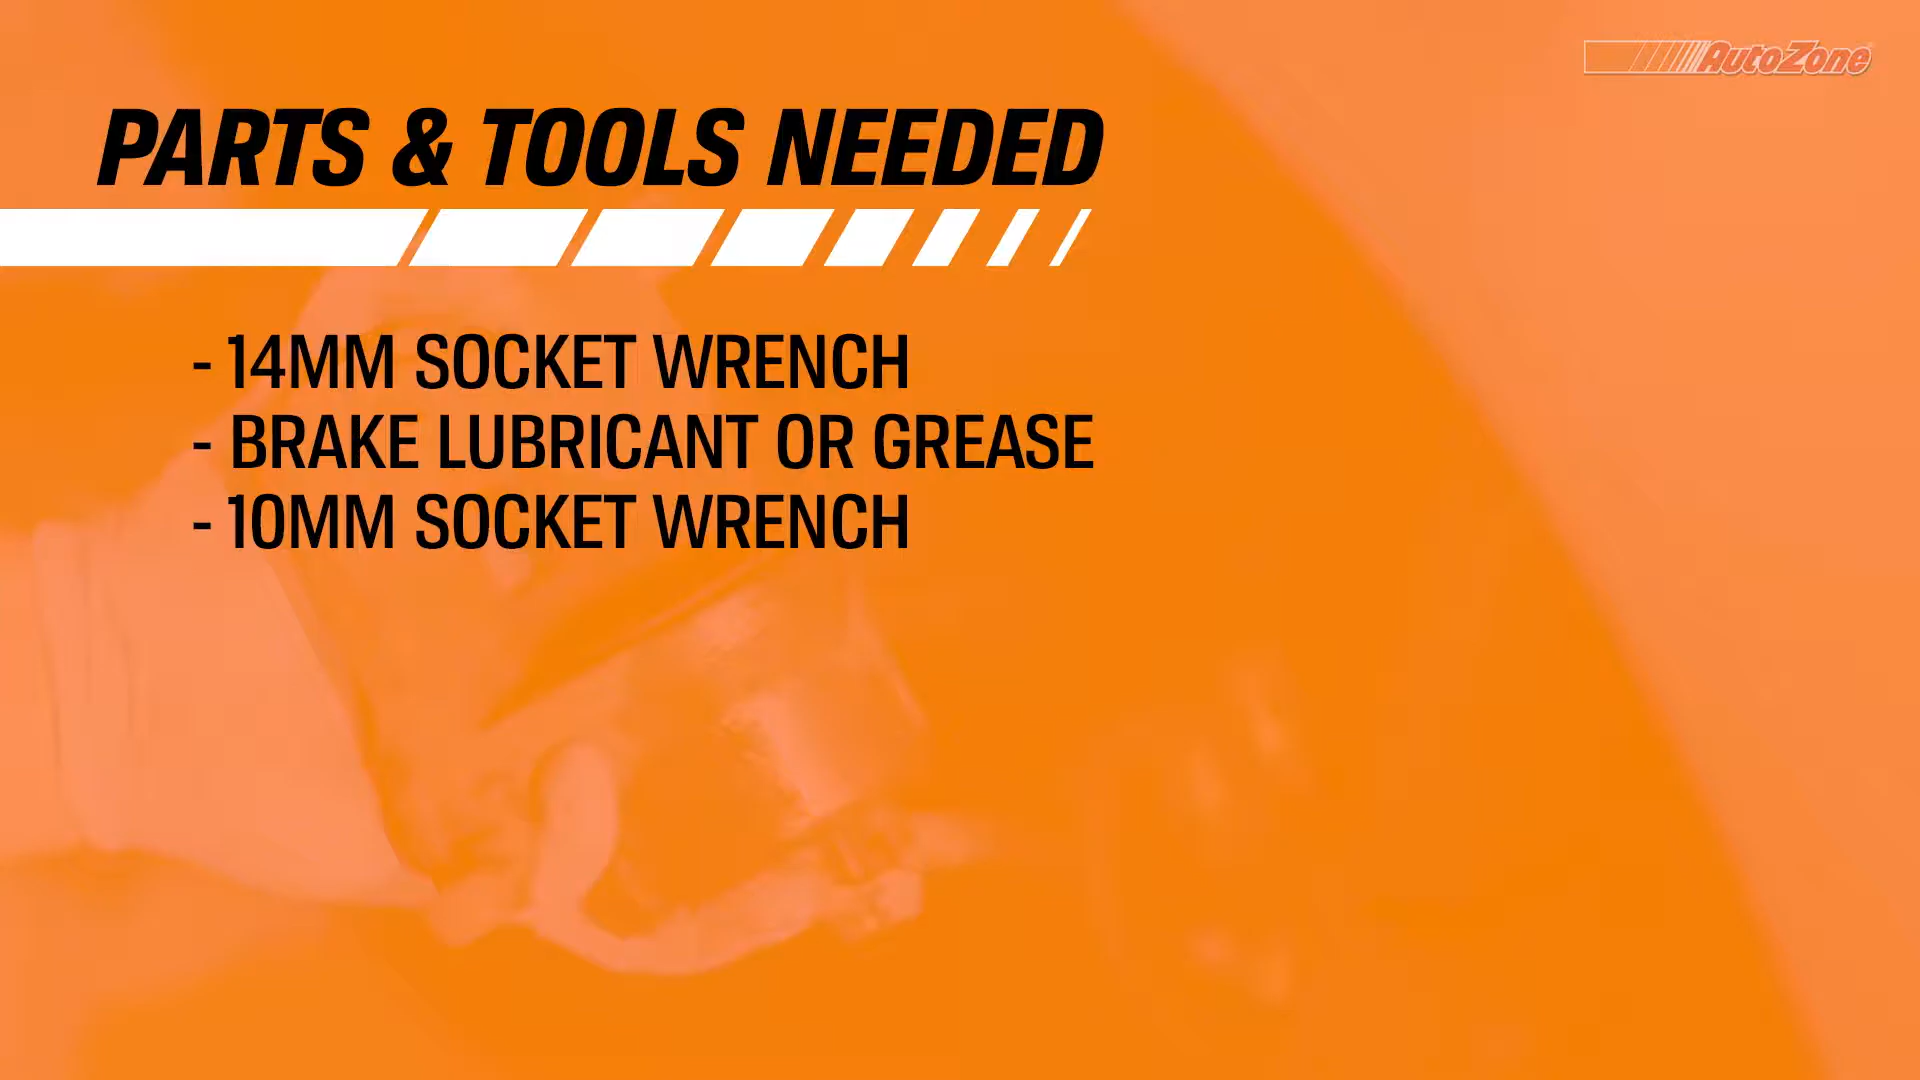 AutoZone
PARTS & TOOLS NEEDED
- 14MM SOCKET WRENCH
- BRAKE LUBRICANT OR GREASE
- 10MM SOCKET WRENCH